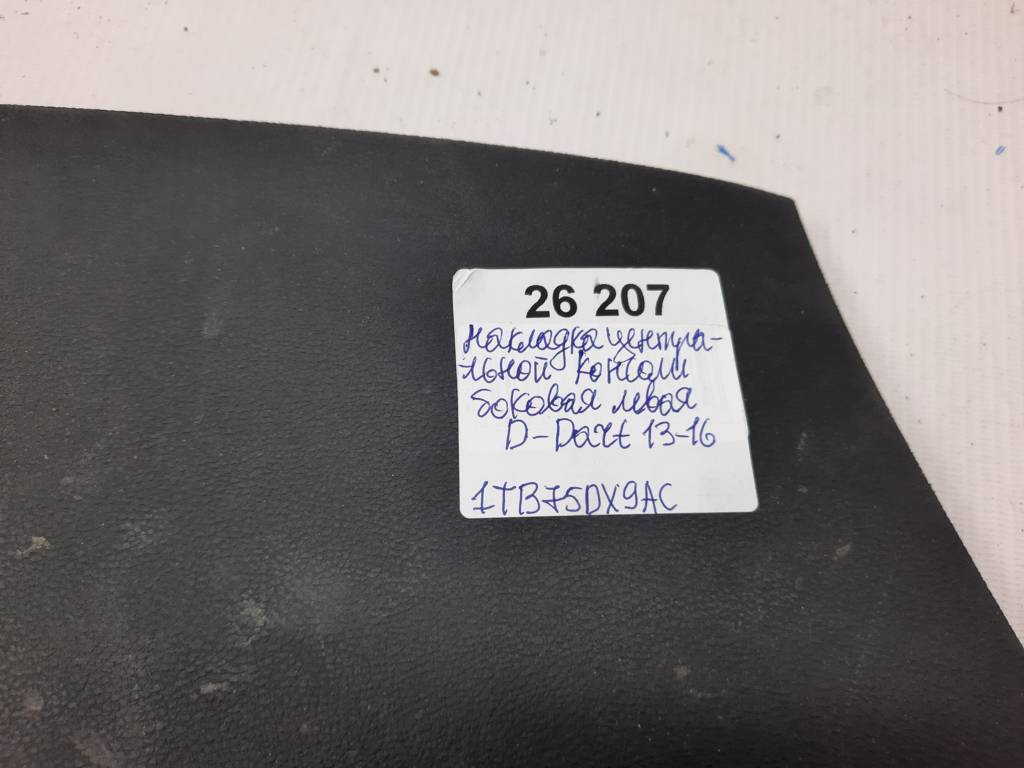 26 207
накладка центра-
-льной консоли
боковая левая
D-Dart 13-16
1TB75DX9AC